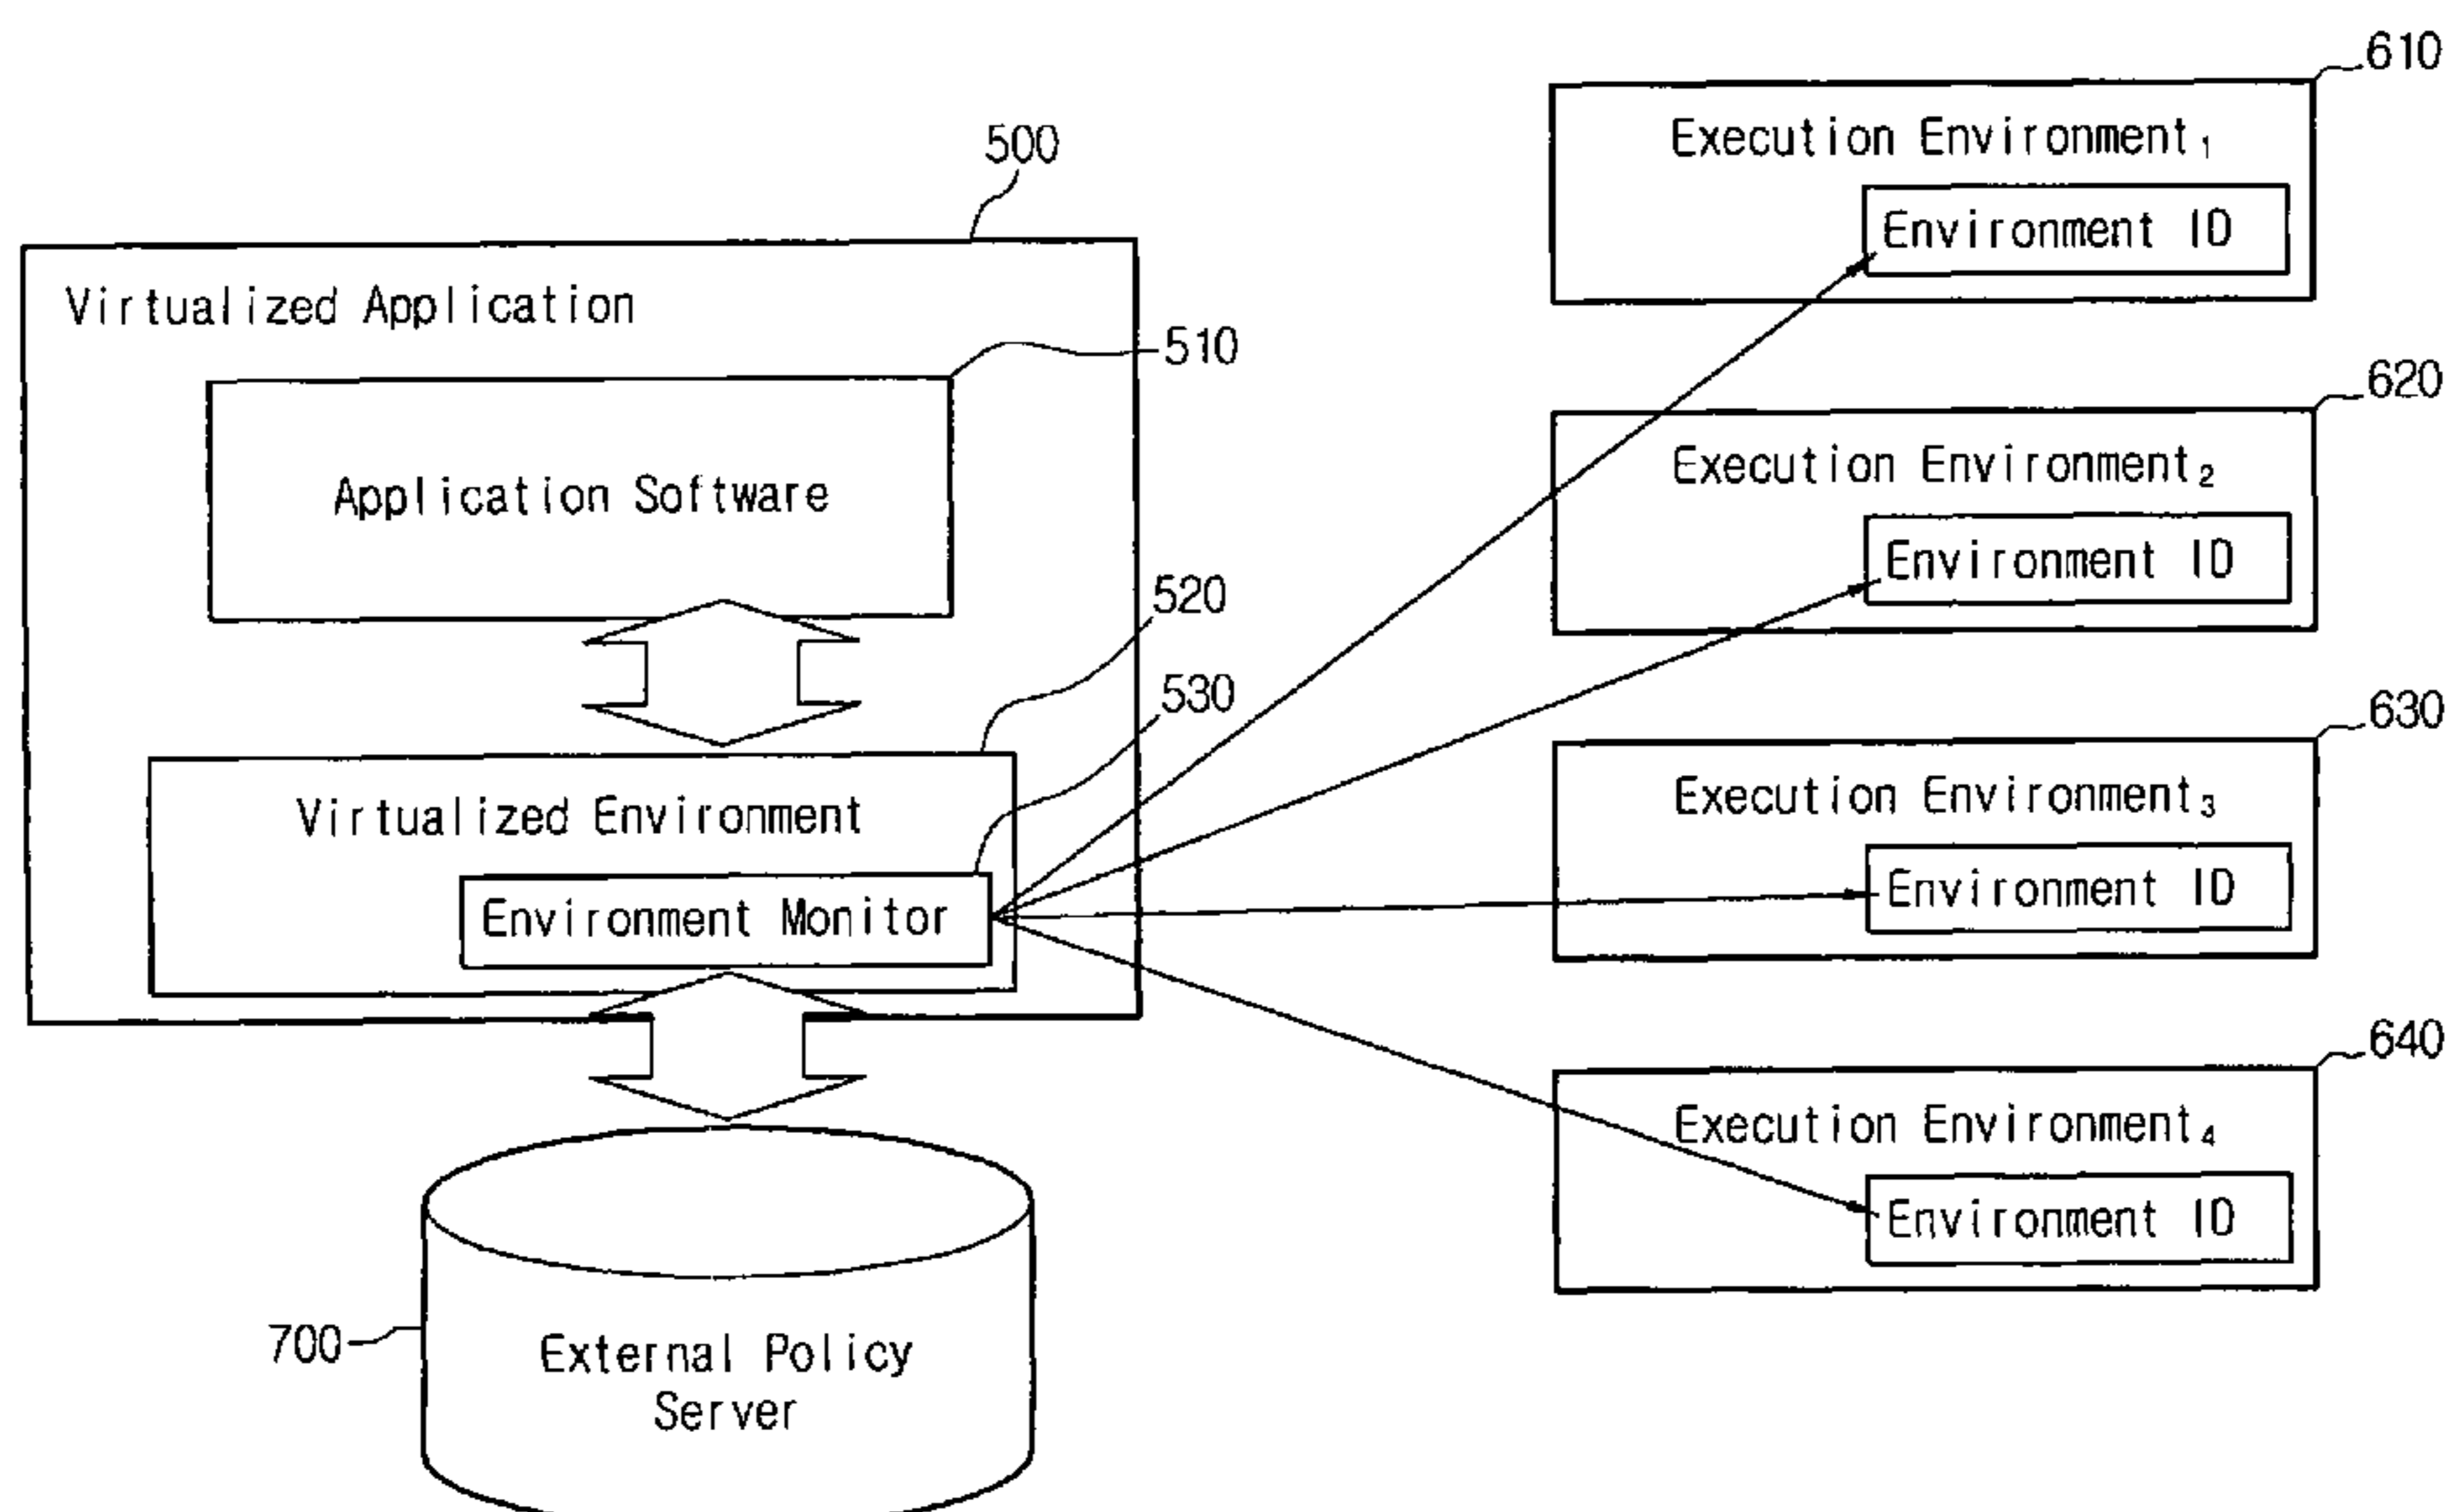 500
Virtualized Application
510
Application Software
520
530
Virtualized Environment
Environment Monitor
700
External Policy
Server
610
Execution Environment₁
Environment ID
620
Execution Environment₂
Environment ID
630
Execution Environment₃
Environment ID
640
Execution Environment₄
Environment ID